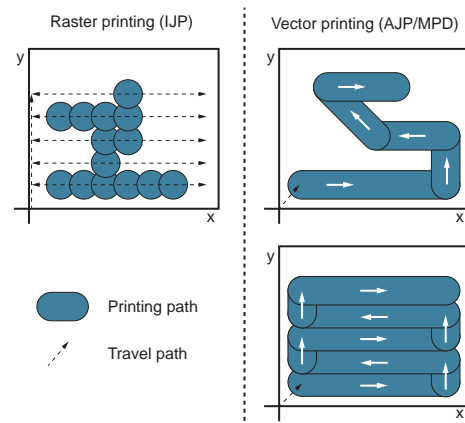 Raster printing (IJP)
y
x
Printing path
Travel path
Vector printing (AJP/MPD)
y
x
y
x